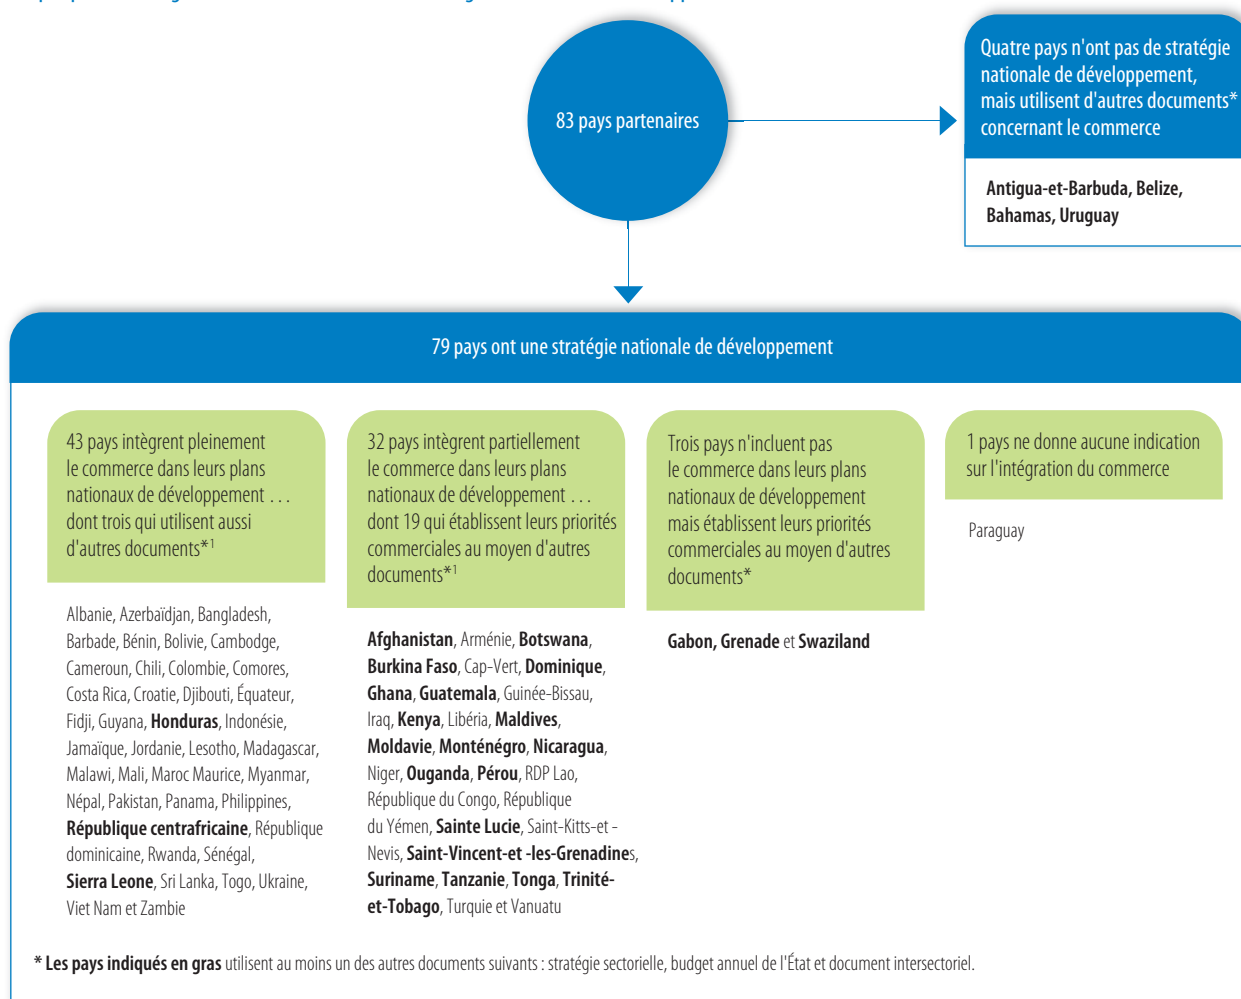 83 pays partenaires
Quatre pays n'ont pas de stratégie
nationale de développement,
mais utilisent d'autres documents*
concernant le commerce
Antigua-et-Barbuda, Belize,
Bahamas, Uruguay
79 pays ont une stratégie nationale de développement
43 pays intègrent pleinement
le commerce dans leurs plans
nationaux de développement . . .
dont trois qui utilisent aussi
d'autres documents*1
Albanie, Azerbaïdjan, Bangladesh,
Barbade, Bénin, Bolivie, Cambodge,
Cameroun, Chili, Colombie, Comores,
Costa Rica, Croatie, Djibouti, Équateur,
Fidji, Guyana, Honduras, Indonésie,
Jamaïque, Jordanie, Lesotho, Madagascar,
Malawi, Mali, Maroc Maurice, Myanmar,
Népal, Pakistan, Panama, Philippines,
République centrafricaine, République
dominicaine, Rwanda, Sénégal,
Sierra Leone, Sri Lanka, Togo, Ukraine,
Viet Nam et Zambie
32 pays intègrent partiellement
le commerce dans leurs plans
nationaux de développement . . .
dont 19 qui établissent leurs priorités
commerciales au moyen d'autres
documents*1
Afghanistan, Arménie, Botswana,
Burkina Faso, Cap-Vert, Dominique,
Ghana, Guatemala, Guinée-Bissau,
Iraq, Kenya, Libéria, Maldives,
Moldavie, Monténégro, Nicaragua,
Niger, Ouganda, Pérou, RDP Lao,
République du Congo, République
du Yémen, Sainte Lucie, Saint-Kitts-et -
Nevis, Saint-Vincent-et -les-Grenadines,
Suriname, Tanzanie, Tonga, Trinité-
et-Tobago, Turquie et Vanuatu
Trois pays n'incluent pas
le commerce dans leurs plans
nationaux de développement
mais établissent leurs priorités
commerciales au moyen d'autres
documents*
Gabon, Grenade et Swaziland
1 pays ne donne aucune indication
sur l'intégration du commerce
Paraguay
* Les pays indiqués en gras utilisent au moins un des autres documents suivants : stratégie sectorielle, budget annuel de l'État et document intersectoriel.